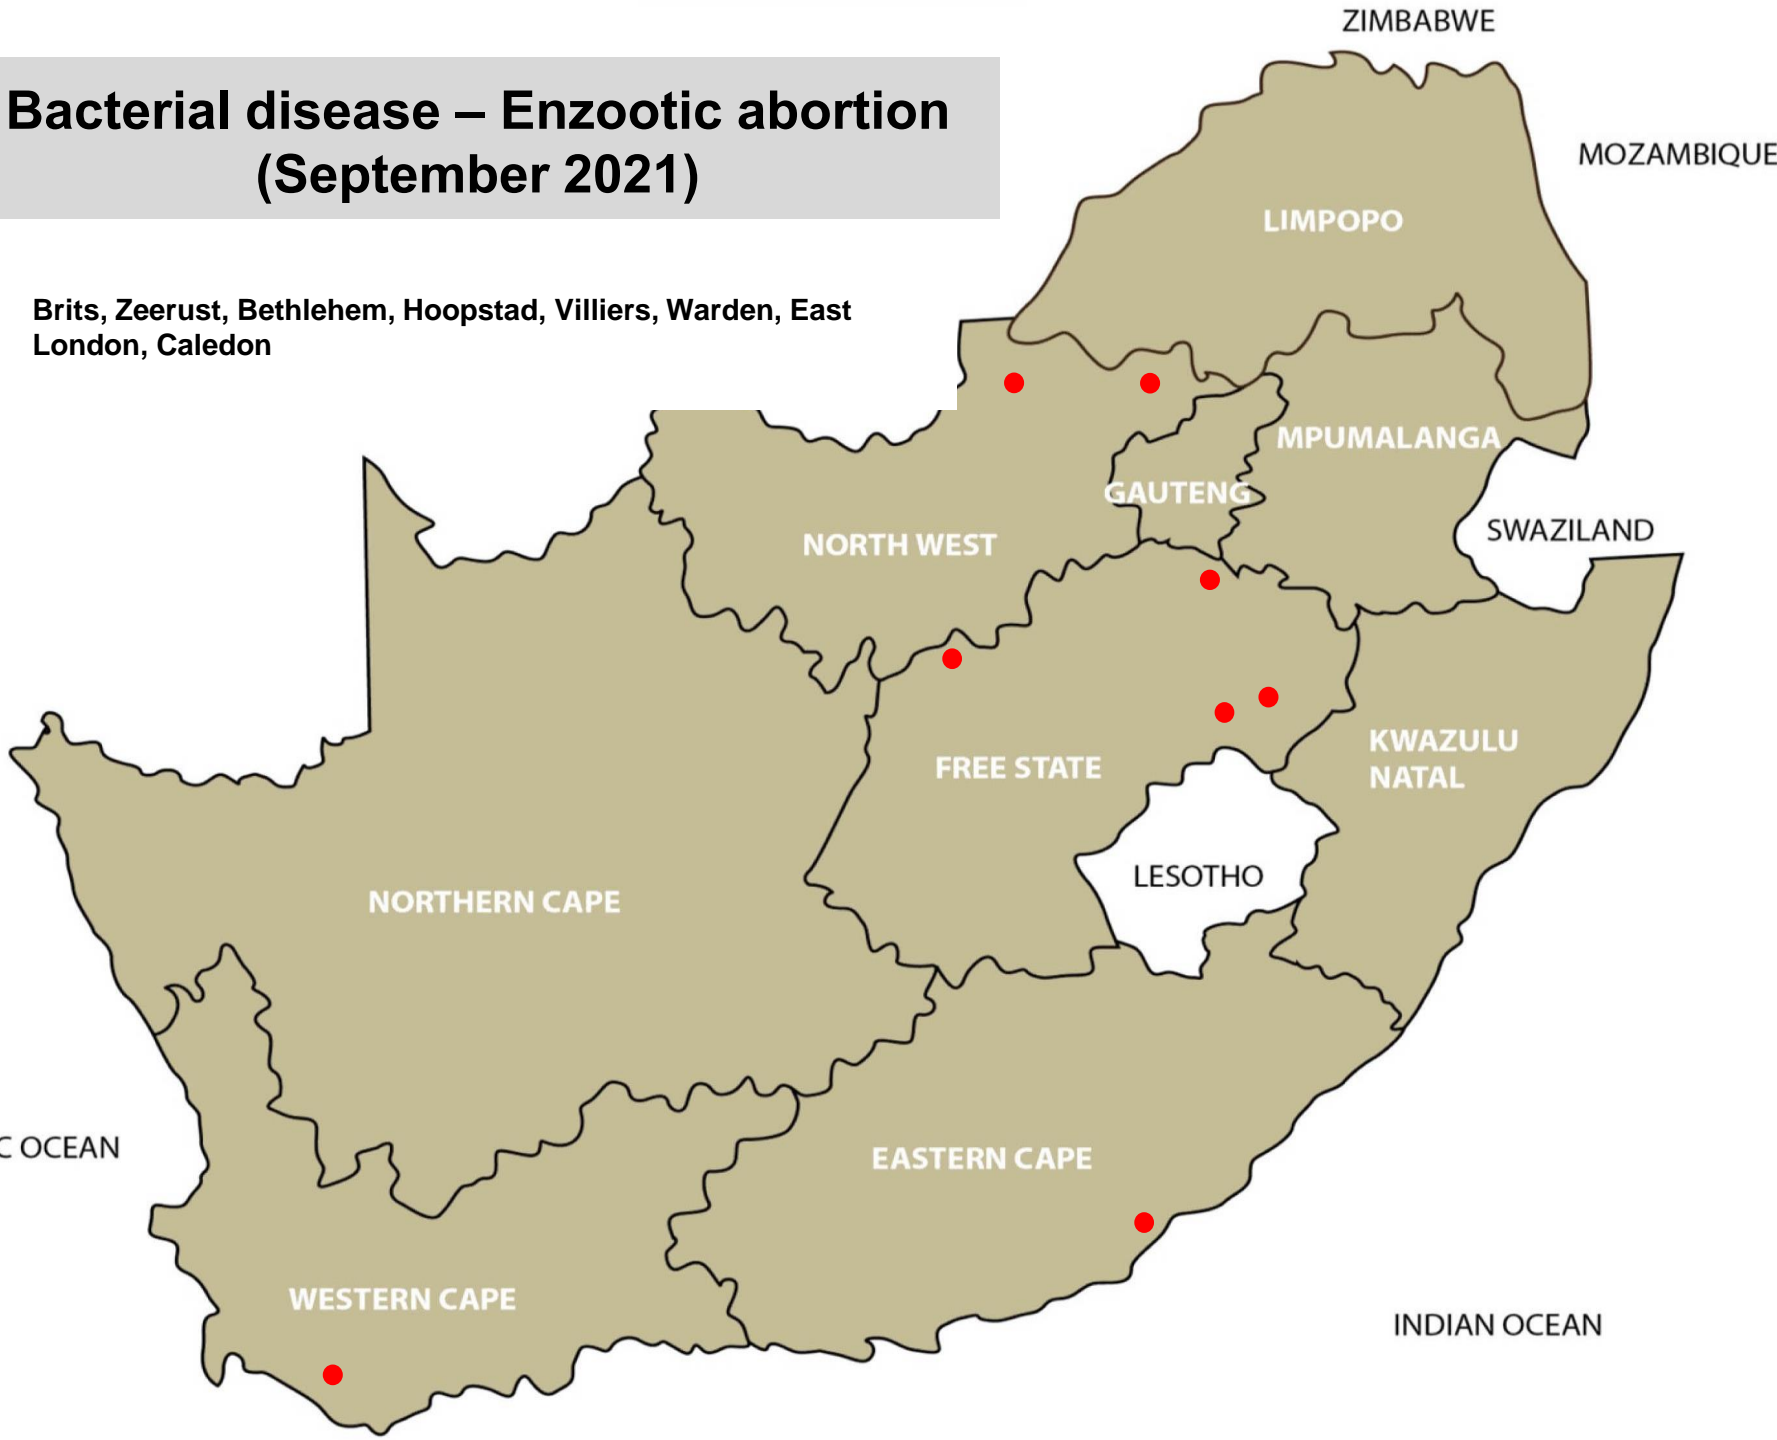 ZIMBABWE
Bacterial disease – Enzootic abortion
(September 2021)
MOZAMBIQUE
LIMPOPO
Brits, Zeerust, Bethlehem, Hoopstad, Villiers, Warden, East
London, Caledon
MPUMALANGA
GAUTENG
SWAZILAND
NORTH WEST
KWAZULU
NATAL
FREE STATE
LESOTHO
NORTHERN CAPE
C OCEAN
EASTERN CAPE
WESTERN CAPE
INDIAN OCEAN